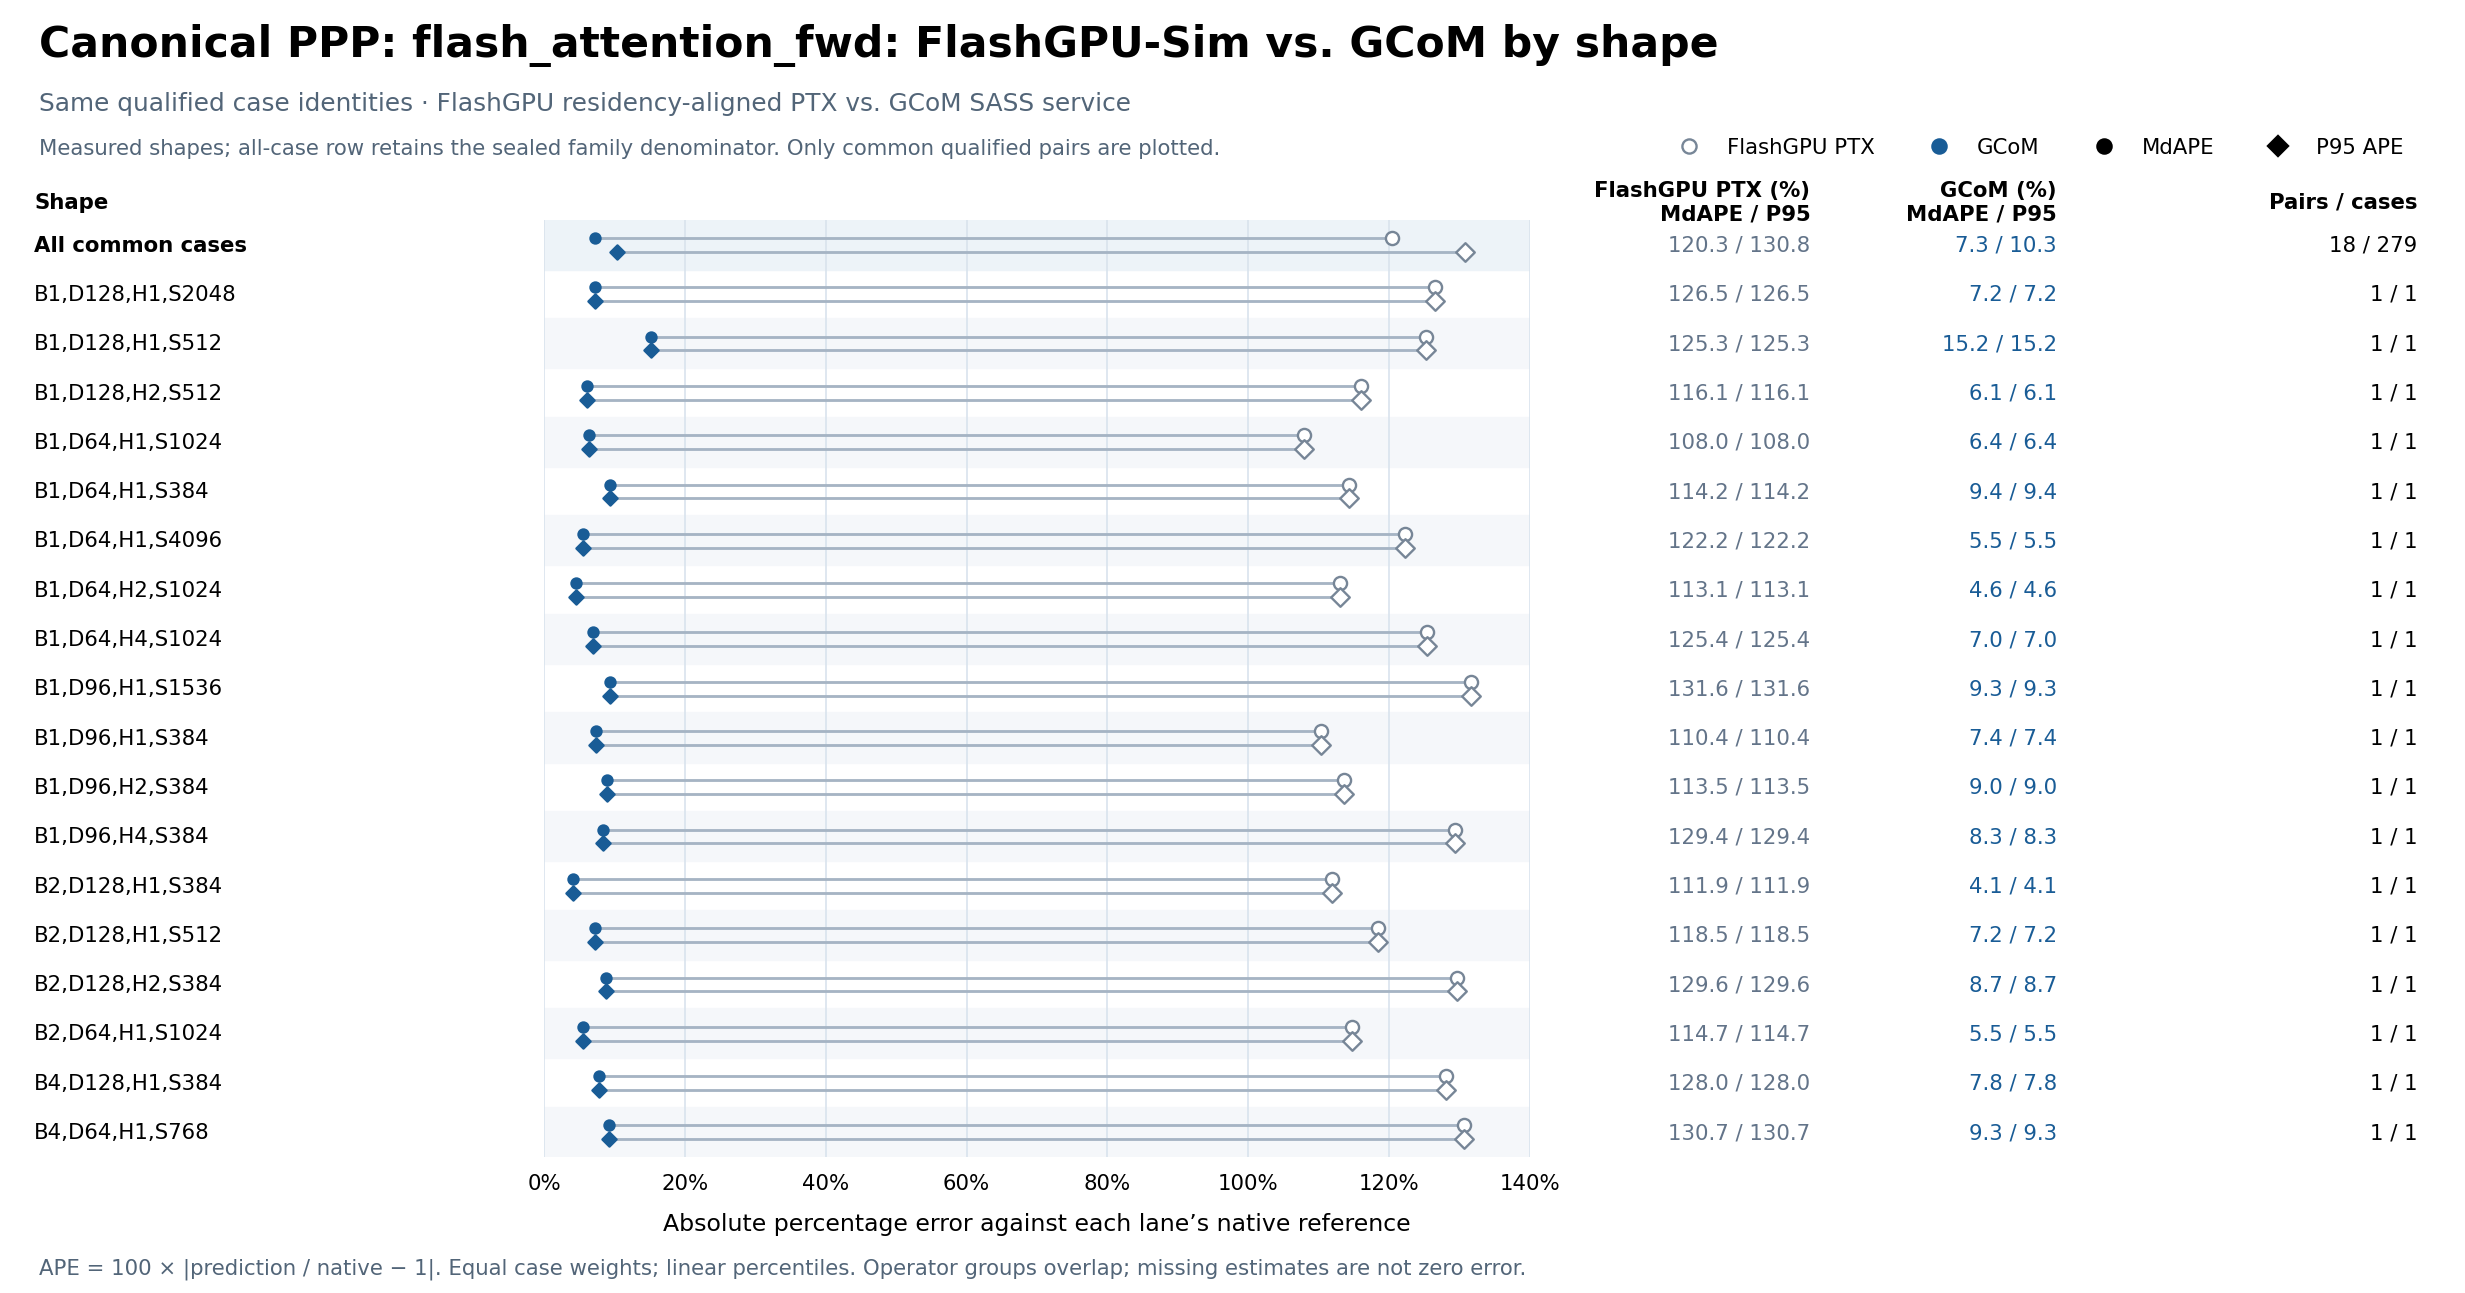 Canonical PPP: flash_attention_fwd: FlashGPU-Sim vs. GCoM by shape
Same qualified case identities · FlashGPU residency-aligned PTX vs. GCoM SASS service
Measured shapes; all-case row retains the sealed family denominator. Only common qualified pairs are plotted.
FlashGPU PTX GCoM MdAPE P95 APE
Shape FlashGPU PTX (%) GCoM (%) Pairs / cases
MdAPE / P95 MdAPE / P95
All common cases 120.3 / 130.8 7.3 / 10.3 18 / 279
B1,D128,H1,S2048 126.5 / 126.5 7.2 / 7.2 1 / 1
B1,D128,H1,S512 125.3 / 125.3 15.2 / 15.2 1 / 1
B1,D128,H2,S512 116.1 / 116.1 6.1 / 6.1 1 / 1
B1,D64,H1,S1024 108.0 / 108.0 6.4 / 6.4 1 / 1
B1,D64,H1,S384 114.2 / 114.2 9.4 / 9.4 1 / 1
B1,D64,H1,S4096 122.2 / 122.2 5.5 / 5.5 1 / 1
B1,D64,H2,S1024 113.1 / 113.1 4.6 / 4.6 1 / 1
B1,D64,H4,S1024 125.4 / 125.4 7.0 / 7.0 1 / 1
B1,D96,H1,S1536 131.6 / 131.6 9.3 / 9.3 1 / 1
B1,D96,H1,S384 110.4 / 110.4 7.4 / 7.4 1 / 1
B1,D96,H2,S384 113.5 / 113.5 9.0 / 9.0 1 / 1
B1,D96,H4,S384 129.4 / 129.4 8.3 / 8.3 1 / 1
B2,D128,H1,S384 111.9 / 111.9 4.1 / 4.1 1 / 1
B2,D128,H1,S512 118.5 / 118.5 7.2 / 7.2 1 / 1
B2,D128,H2,S384 129.6 / 129.6 8.7 / 8.7 1 / 1
B2,D64,H1,S1024 114.7 / 114.7 5.5 / 5.5 1 / 1
B4,D128,H1,S384 128.0 / 128.0 7.8 / 7.8 1 / 1
B4,D64,H1,S768 130.7 / 130.7 9.3 / 9.3 1 / 1
0% 20% 40% 60% 80% 100% 120% 140%
Absolute percentage error against each lane’s native reference
APE = 100 × |prediction / native − 1|. Equal case weights; linear percentiles. Operator groups overlap; missing estimates are not zero error.